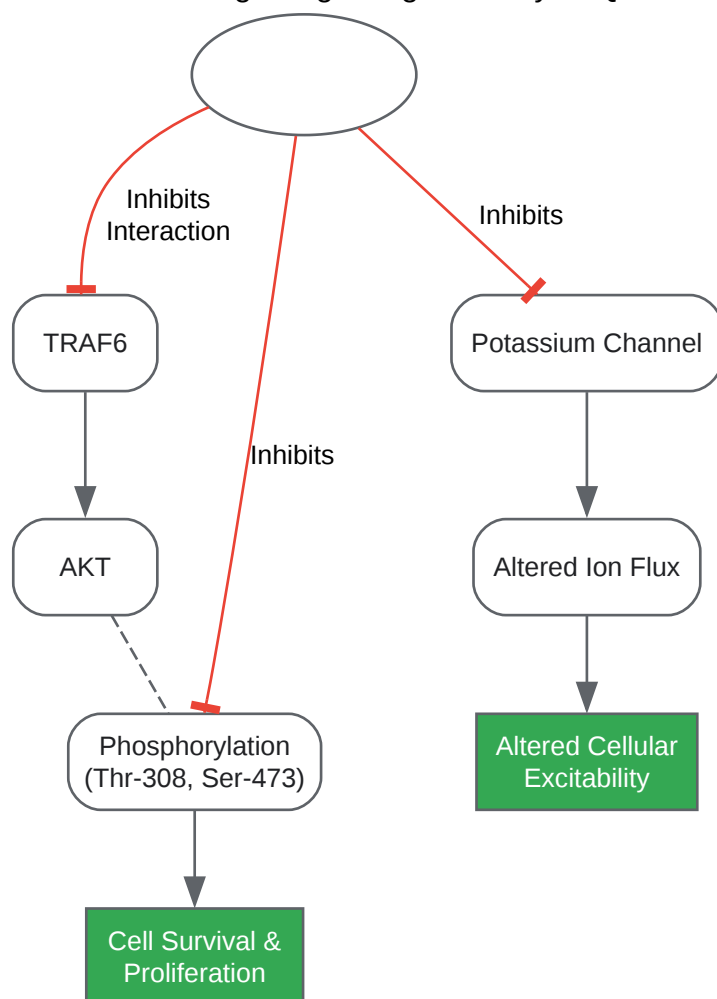 Inhibits
Interaction
Inhibits
TRAF6
Potassium Channel
Inhibits
AKT
Altered Ion Flux
Phosphorylation
(Thr-308, Ser-473)
Altered Cellular
Excitability
Cell Survival &
Proliferation